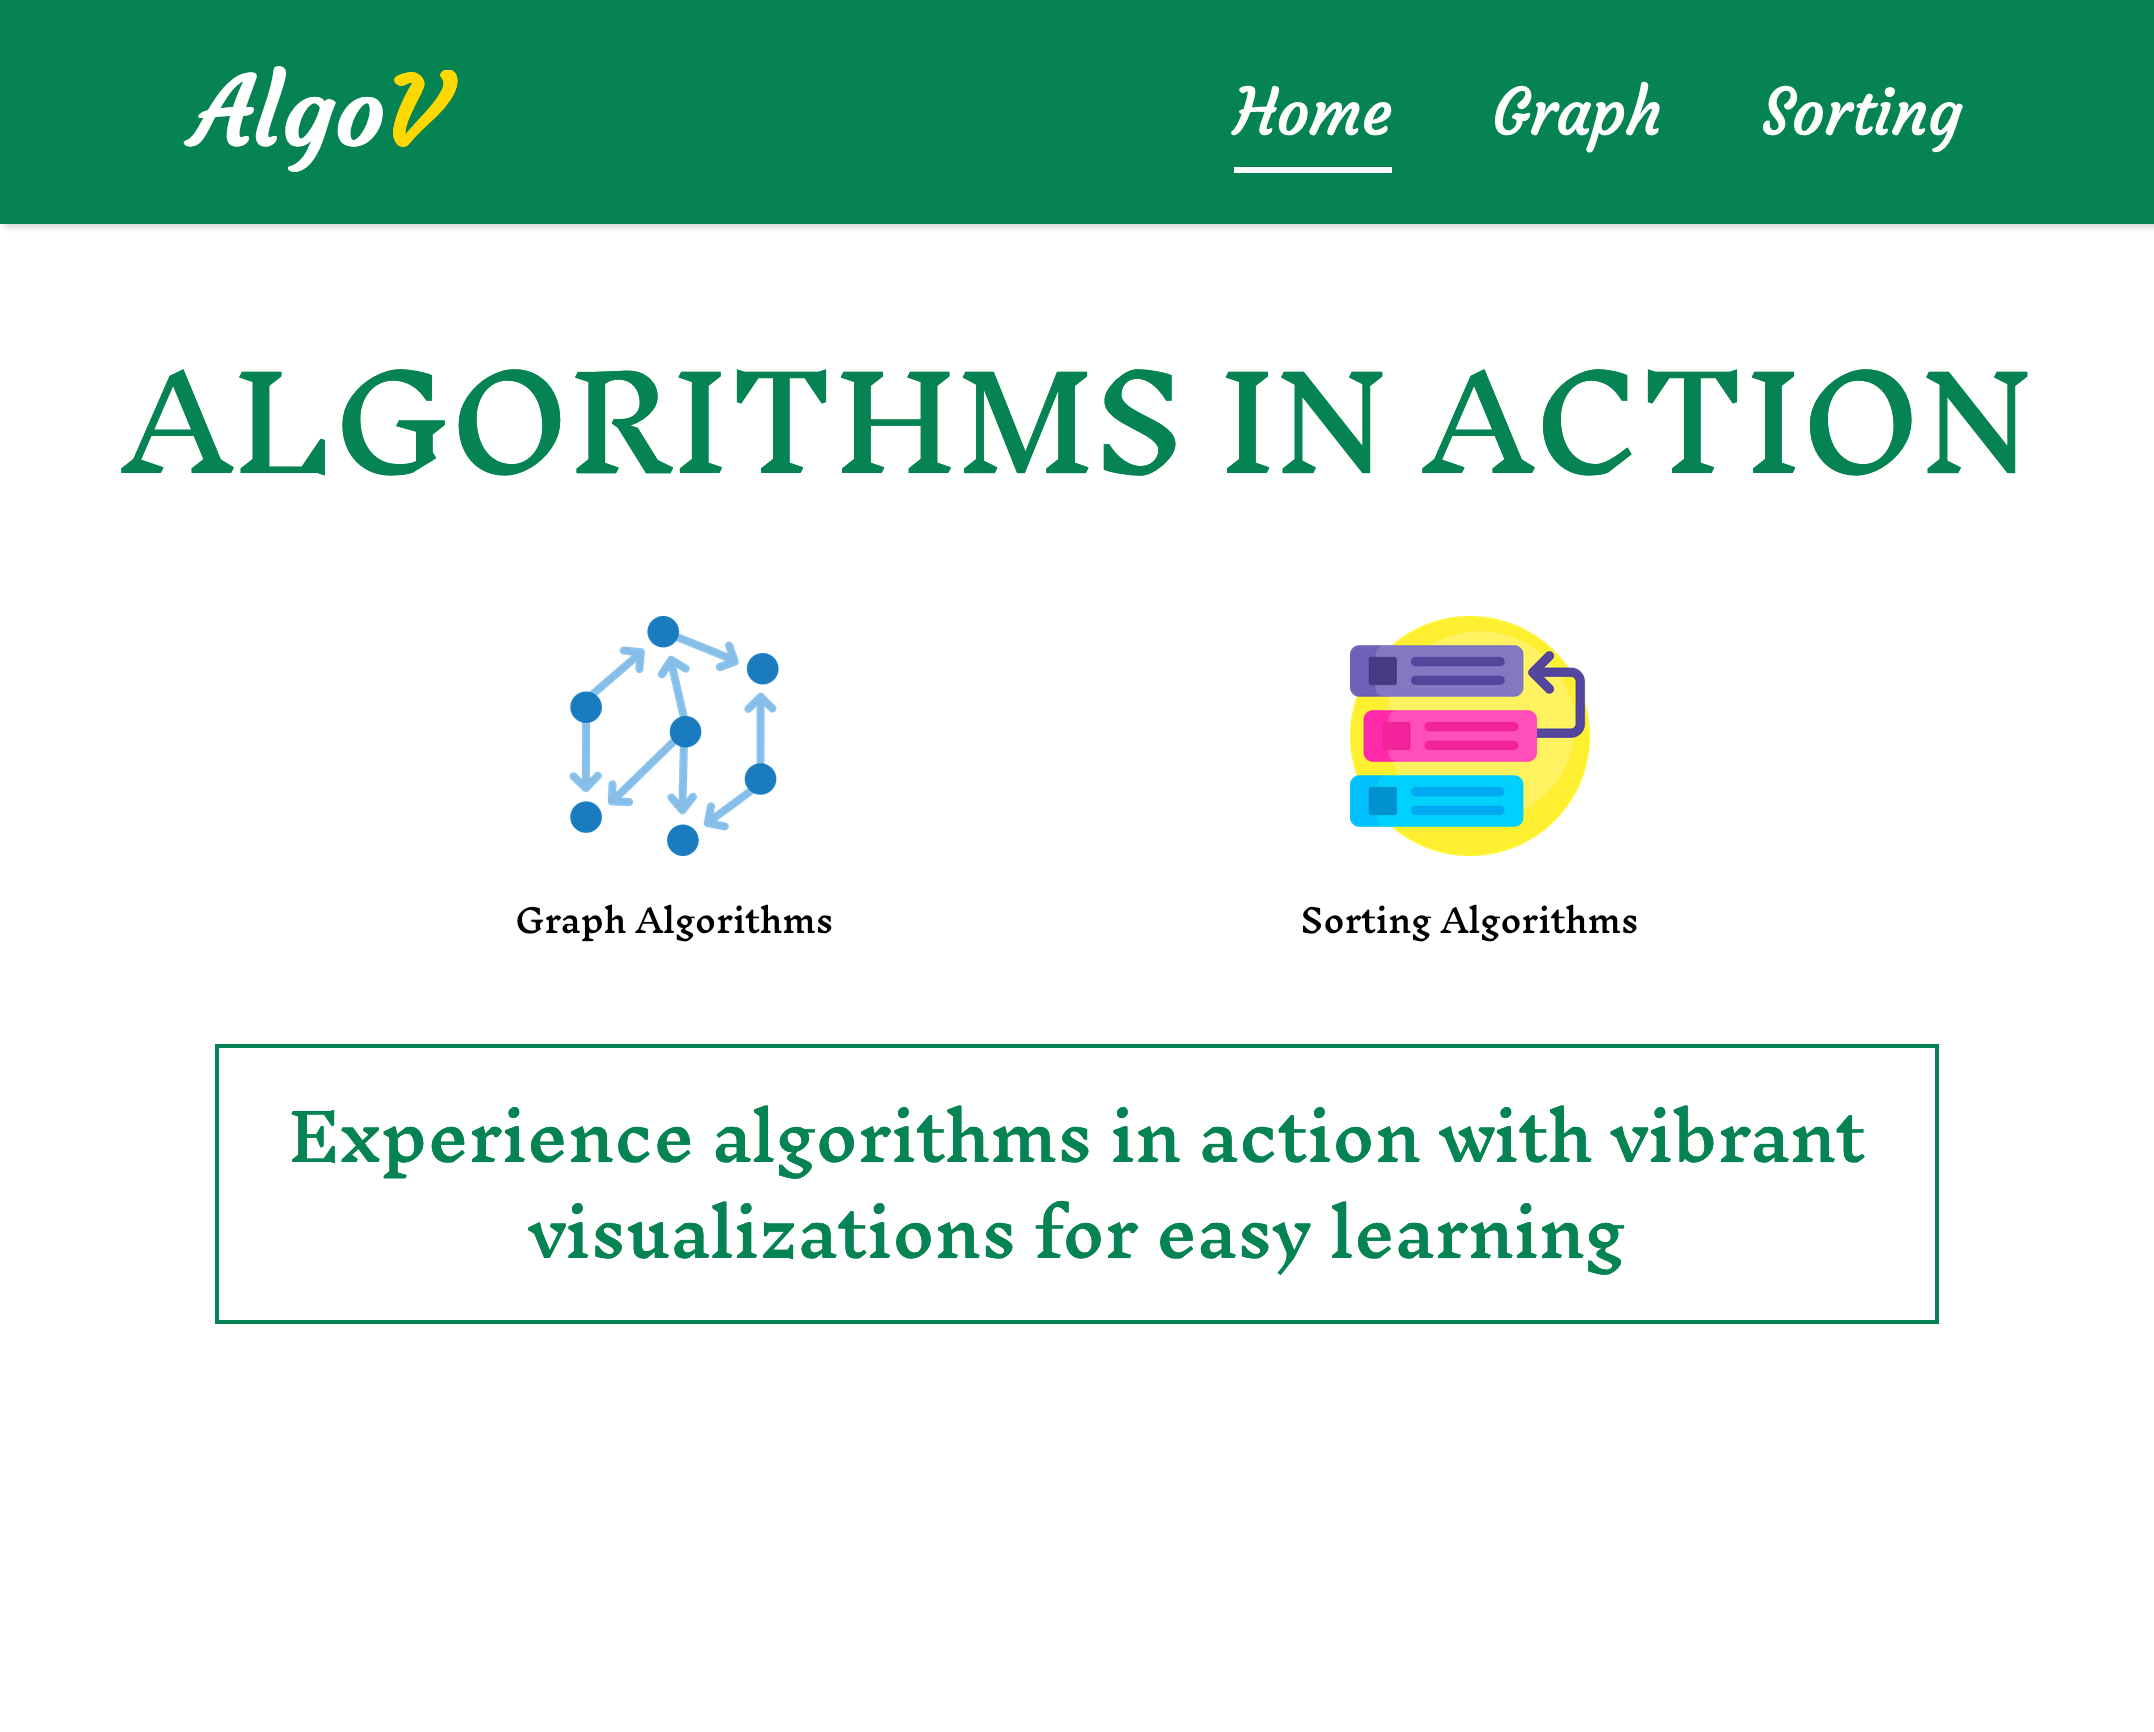 AlgoV
Home
Graph
Sorting
ALGORITHMS IN ACTION
Graph Algorithms
Sorting Algorithms
Experience algorithms in action with vibrant
visualizations for easy learning